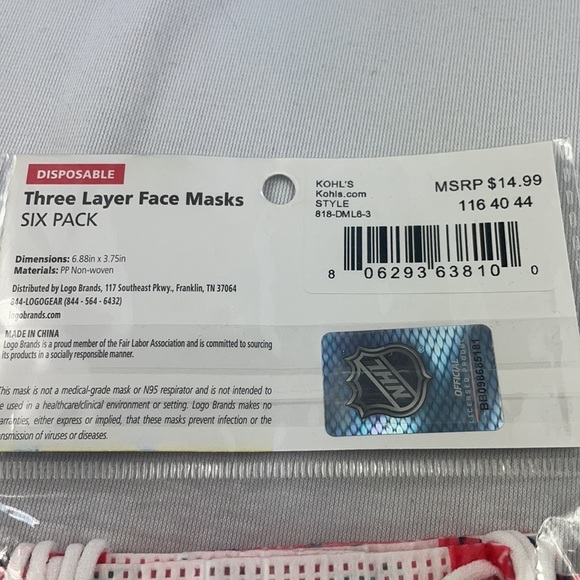 DISPOSABLE
Three Layer Face Masks
SIX PACK
Dimensions: 6.88in x 3.75in
Materials: PP Non-woven
Distributed by Logo Brands, 117 Southeast Pkwy., Franklin, TN 37064
844-LOGOGEAR (844 - 564 - 6432)
logobrands.com
MADE IN CHINA
Logo Brands is a proud member of the Fair Labor Association and is committed to sourcing
its products in a socially responsible manner.
This mask is not a medical-grade mask or N95 respirator and is not intended to
be used in a healthcare/clinical environment or setting. Logo Brands makes no
warranties, either express or implied, that these masks prevent infection or the
transmission of viruses or diseases.
KOHL'S
Kohls.com
STYLE
818-DML6-3
MSRP $14.99
116 40 44
8 06293 63810 0
NHL
OFFICIAL
LICENSED PRODUCT